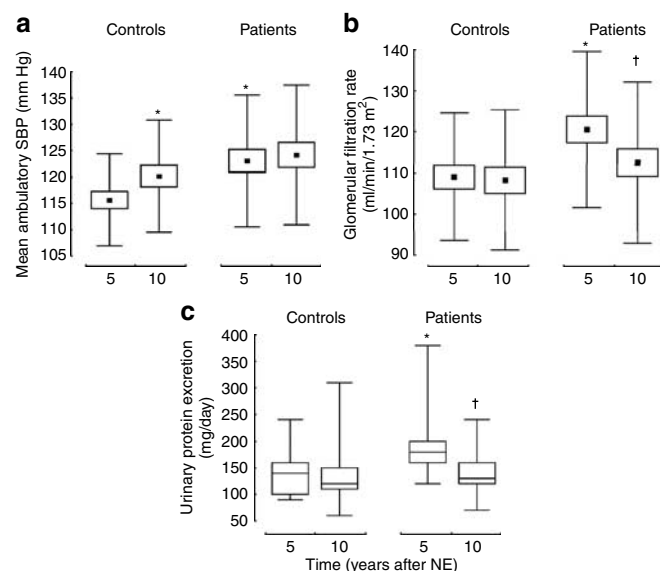 a
Controls Patients
Mean ambulatory SBP (mm Hg)
140
135
130
125
120
115
110
105
*
*
5 10 5 10
b
Controls Patients
Glomerular filtration rate
(ml/min/1.73 m²)
140
130
120
110
100
90
*
†
5 10 5 10
c
Controls Patients
Urinary protein excretion
(mg/day)
400
350
300
250
200
150
100
50
*
†
5 10 5 10
Time (years after NE)